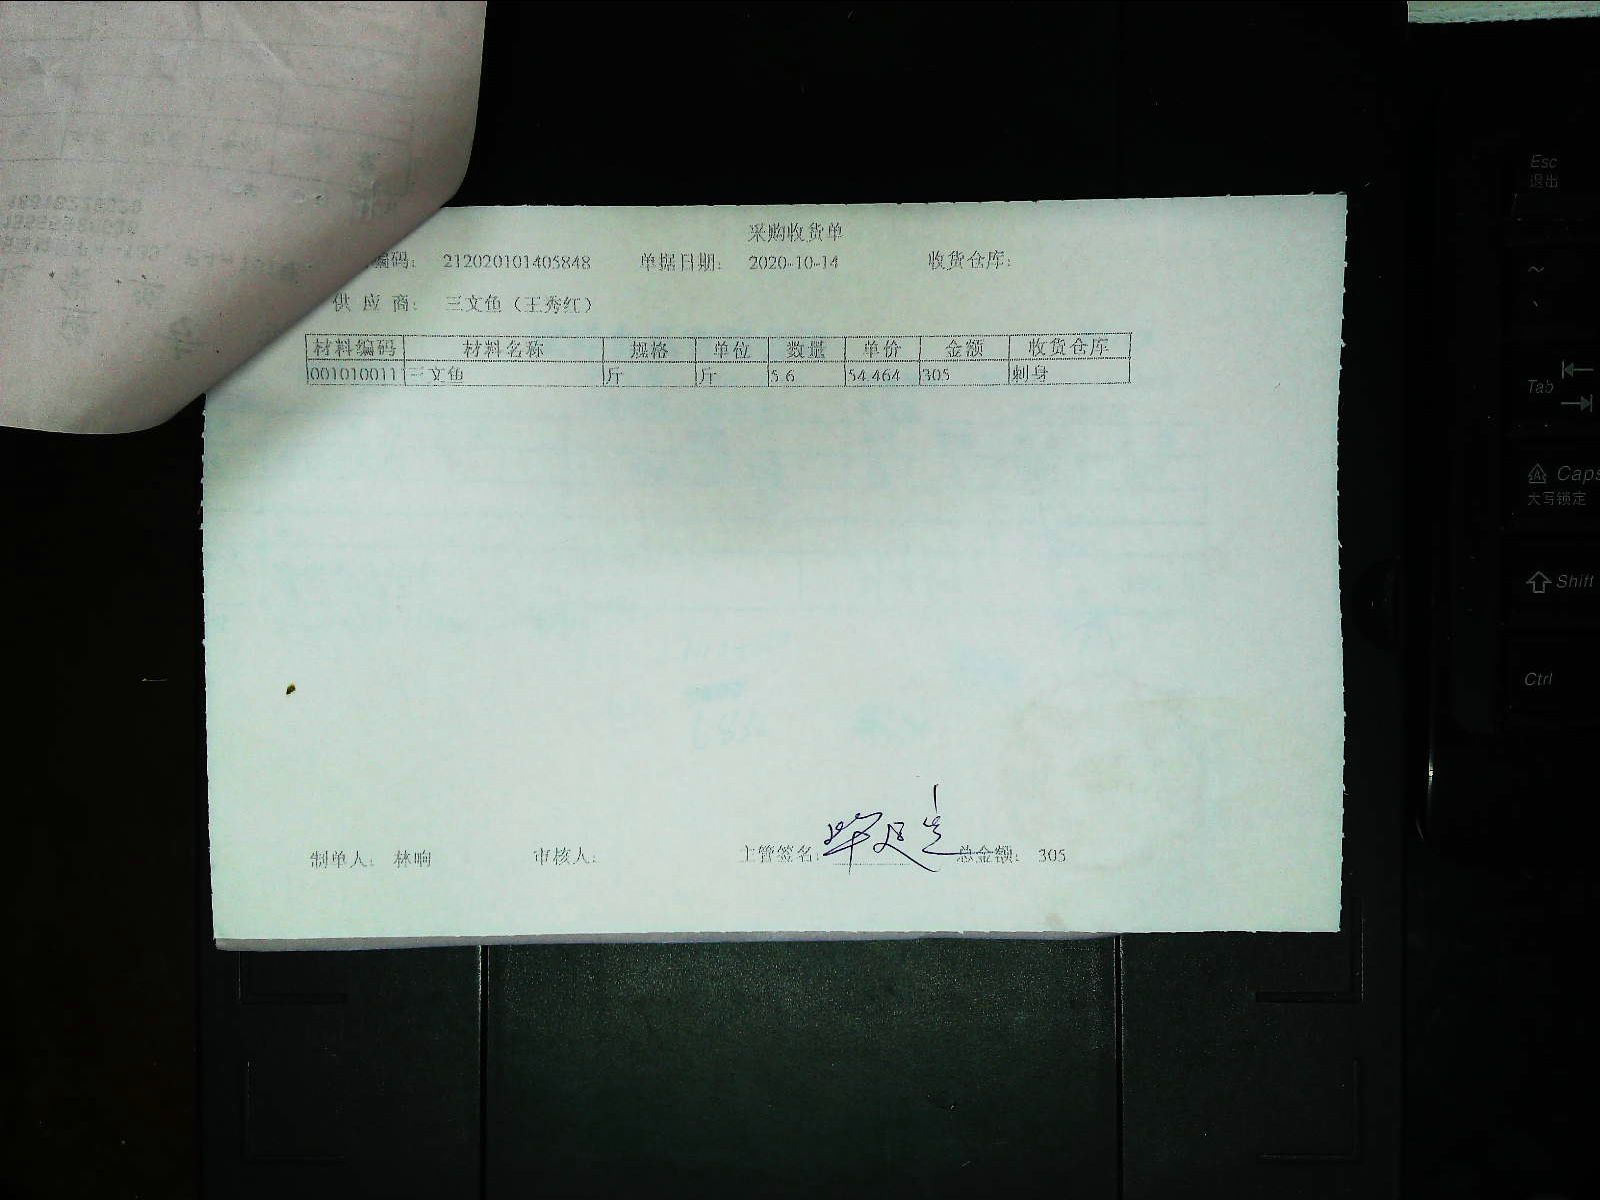 采购收货单
编码: 212020101405848 单据日期: 2020-10-14 收货仓库:
供 应 商: 三文鱼（王秀红）
材料编码 材料名称 规格 单位 数量 单价 金额 收货仓库
001010011 三文鱼 斤 斤 5.6 54.464 305 刺身
制单人: 林响 审核人: 主管签名: 总金额: 305
Esc
退出
~
、
Tab
Caps
大写锁定
Shift
Ctrl